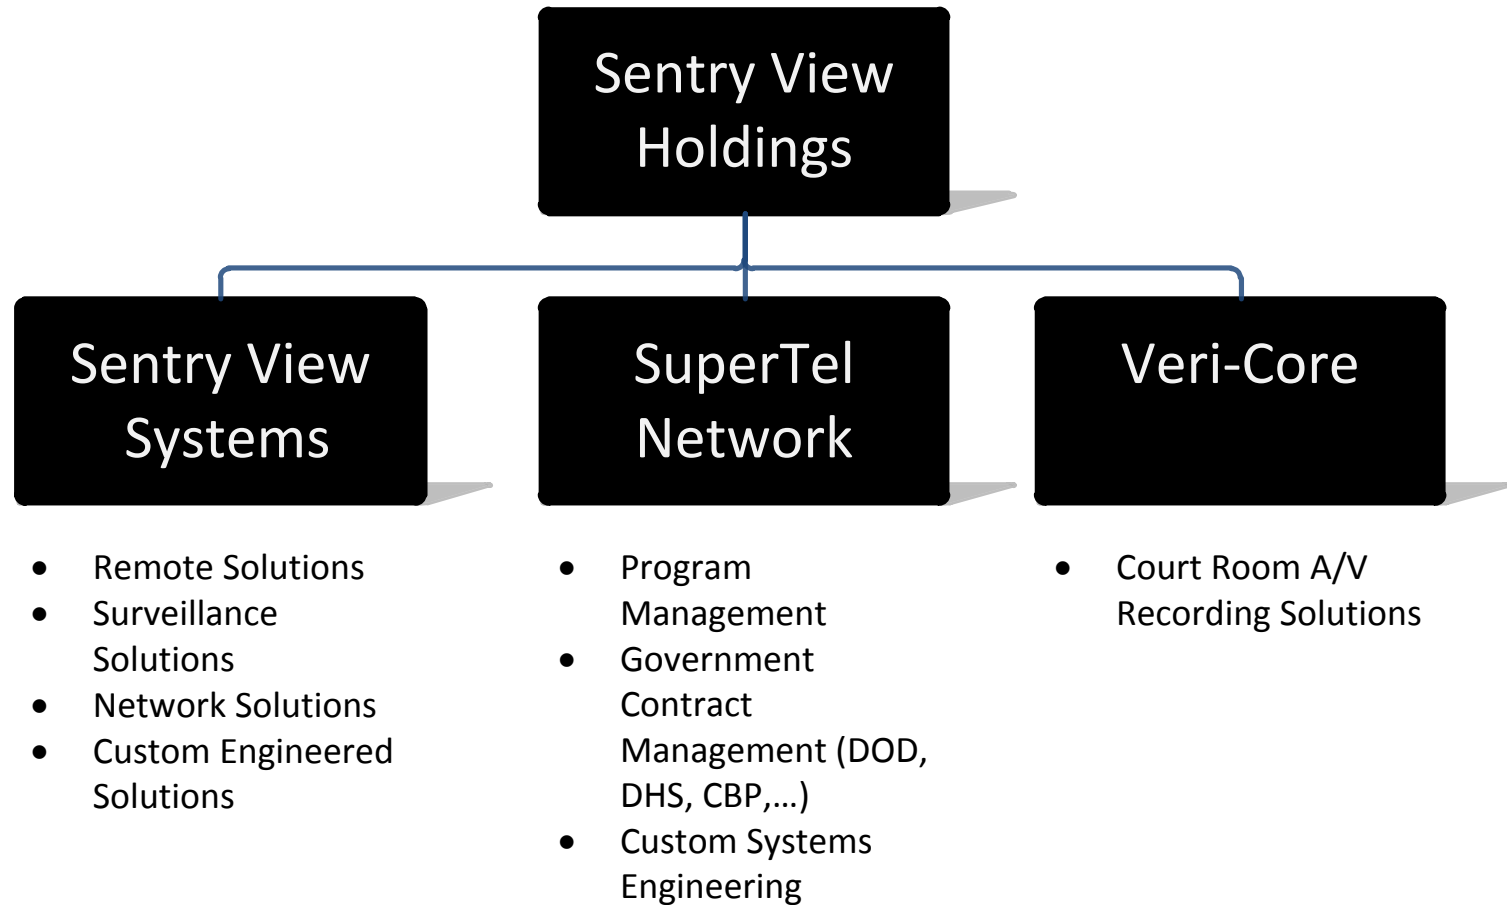 Sentry View
Holdings
Sentry View
Systems
SuperTel
Network
Veri-Core
• Remote Solutions
• Surveillance
Solutions
• Network Solutions
• Custom Engineered
Solutions
• Program
Management
• Government
Contract
Management (DOD,
DHS, CBP,...)
• Custom Systems
Engineering
• Court Room A/V
Recording Solutions